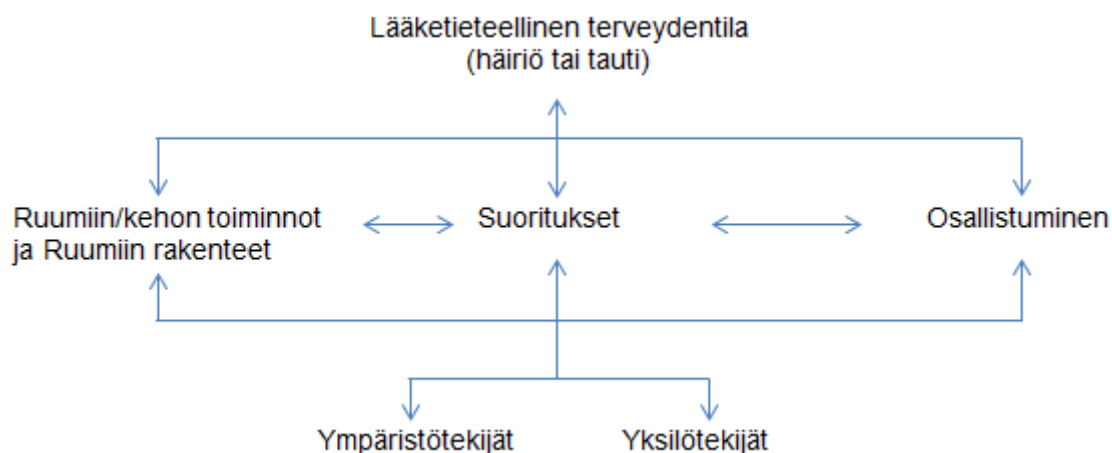 Lääketieteellinen terveydentila
(häiriö tai tauti)
Ruumiin/kehon toiminnot
ja Ruumiin rakenteet
Suoritukset
Osallistuminen
Ympäristötekijät
Yksilötekijät